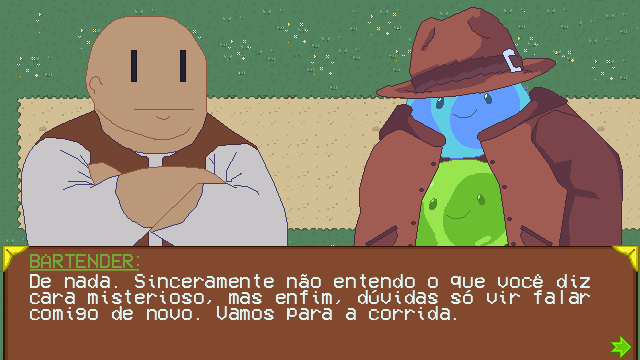 BARTENDER:
De nada. Sinceramente não entendo o que você diz
cara misterioso, mas enfim, dúvidas só vir falar
comigo de novo. Vamos para a corrida.